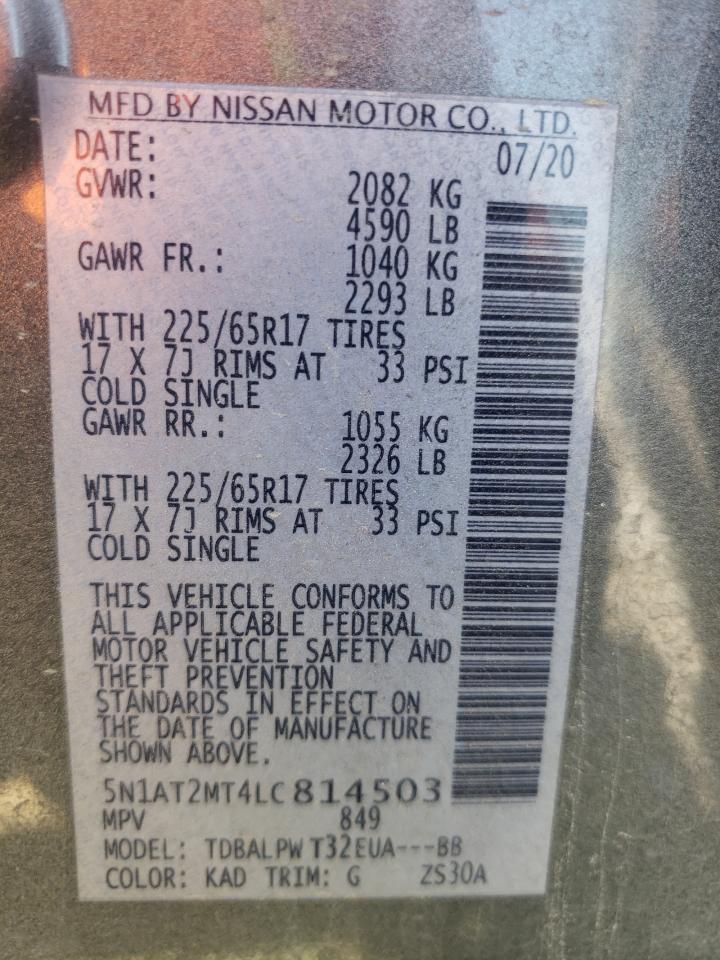 MFD BY NISSAN MOTOR CO., LTD.
DATE: 07/20
GVWR: 2082 KG
4590 LB
GAWR FR.: 1040 KG
2293 LB
WITH 225/65R17 TIRES
17 X 7J RIMS AT 33 PSI
COLD SINGLE
GAWR RR.: 1055 KG
2326 LB
WITH 225/65R17 TIRES
17 X 7J RIMS AT 33 PSI
COLD SINGLE
THIS VEHICLE CONFORMS TO
ALL APPLICABLE FEDERAL
MOTOR VEHICLE SAFETY AND
THEFT PREVENTION
STANDARDS IN EFFECT ON
THE DATE OF MANUFACTURE
SHOWN ABOVE.
5N1AT2MT4LC814503
MPV 849
MODEL: TDBALPW T32EUA---BB
COLOR: KAD TRIM: G ZS30A